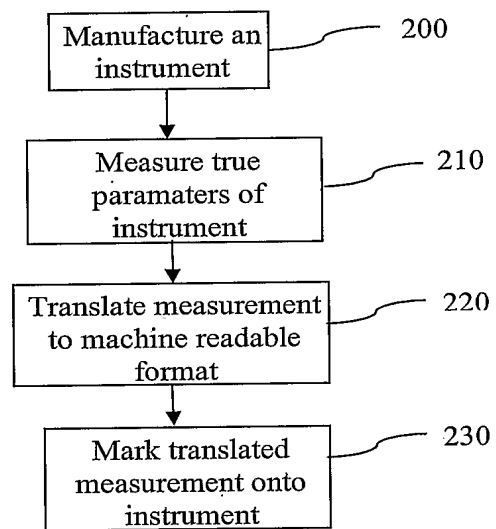 Manufacture an
instrument
200
Measure true
paramaters of
instrument
210
Translate measurement
to machine readable
format
220
Mark translated
measurement onto
instrument
230